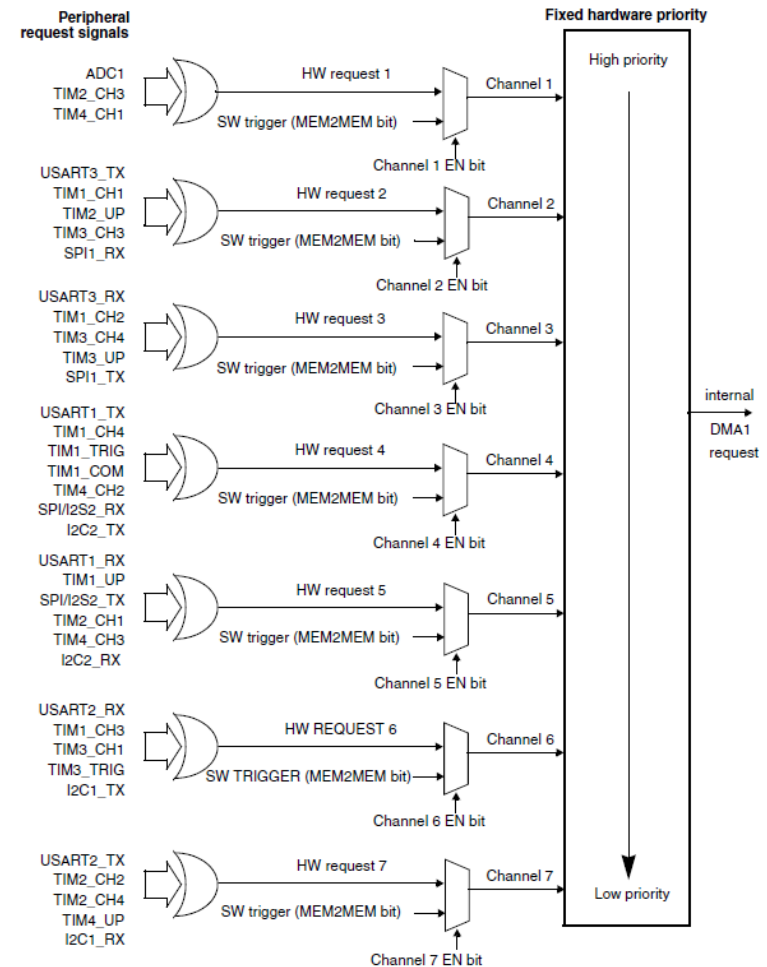 Peripheral
request signals
Fixed hardware priority
High priority
ADC1
TIM2_CH3
TIM4_CH1
HW request 1
SW trigger (MEM2MEM bit)
Channel 1
Channel 1 EN bit
USART3_TX
TIM1_CH1
TIM2_UP
TIM3_CH3
SPI1_RX
HW request 2
SW trigger (MEM2MEM bit)
Channel 2
Channel 2 EN bit
USART3_RX
TIM1_CH2
TIM3_CH4
TIM3_UP
SPI1_TX
HW request 3
SW trigger (MEM2MEM bit)
Channel 3
Channel 3 EN bit
internal
DMA1
request
USART1_TX
TIM1_CH4
TIM1_TRIG
TIM1_COM
TIM4_CH2
SPI/I2S2_RX
I2C2_TX
HW request 4
SW trigger (MEM2MEM bit)
Channel 4
Channel 4 EN bit
USART1_RX
TIM1_UP
SPI/I2S2_TX
TIM2_CH1
TIM4_CH3
I2C2_RX
HW request 5
SW trigger (MEM2MEM bit)
Channel 5
Channel 5 EN bit
USART2_RX
TIM1_CH3
TIM3_CH1
TIM3_TRIG
I2C1_TX
HW REQUEST 6
SW TRIGGER (MEM2MEM bit)
Channel 6
Channel 6 EN bit
USART2_TX
TIM2_CH2
TIM2_CH4
TIM4_UP
I2C1_RX
HW request 7
SW trigger (MEM2MEM bit)
Channel 7
Channel 7 EN bit
Low priority